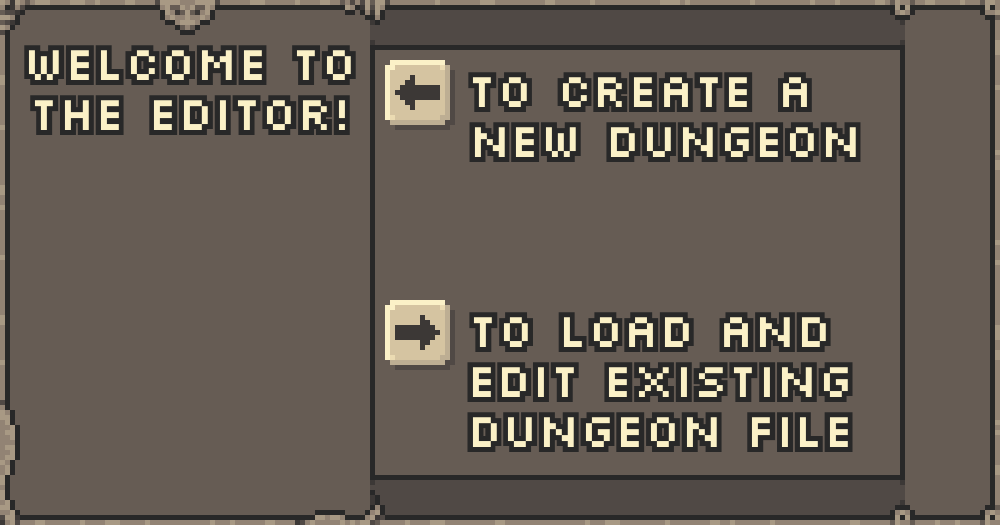 WELCOME TO
THE EDITOR!
TO CREATE A
NEW DUNGEON
TO LOAD AND
EDIT EXISTING
DUNGEON FILE